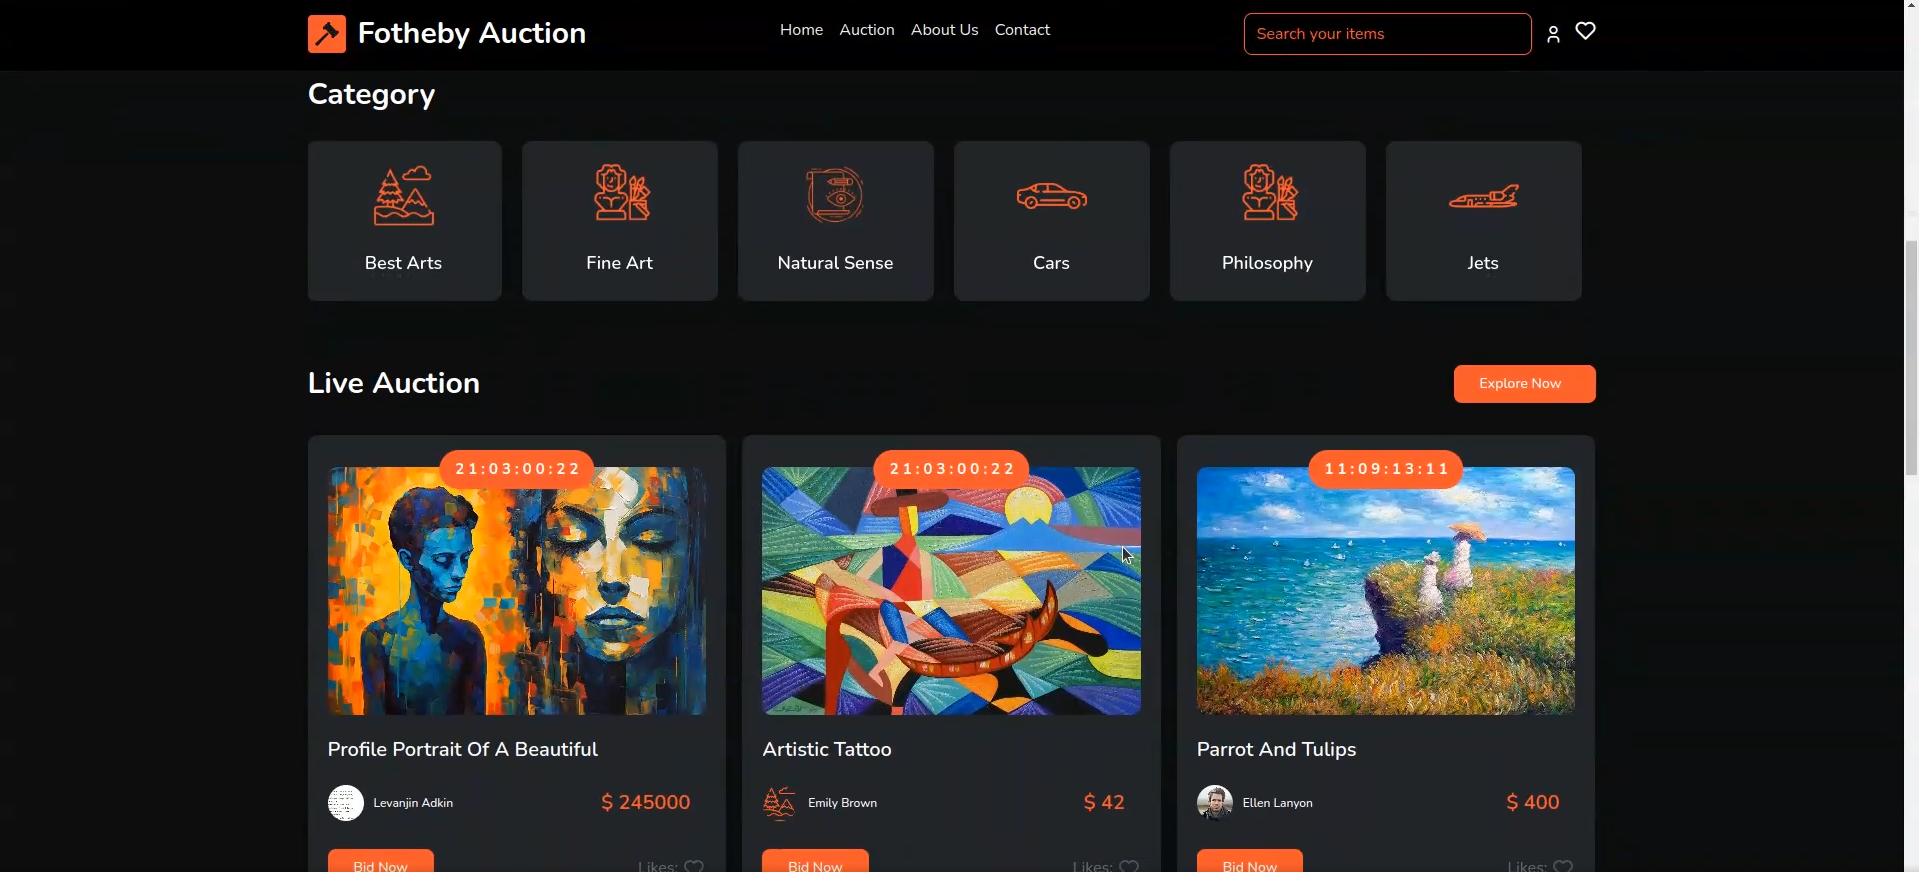 Fotheby Auction
Home Auction About Us Contact
Search your items
Category
Best Arts
Fine Art
Natural Sense
Cars
Philosophy
Jets
Live Auction
Explore Now
21:03:00:22
21:03:00:22
11:09:13:11
Profile Portrait Of A Beautiful
Levanjin Adkin
$ 245000
Bid Now
Likes:
Artistic Tattoo
Emily Brown
$ 42
Bid Now
Likes:
Parrot And Tulips
Ellen Lanyon
$ 400
Bid Now
Likes: